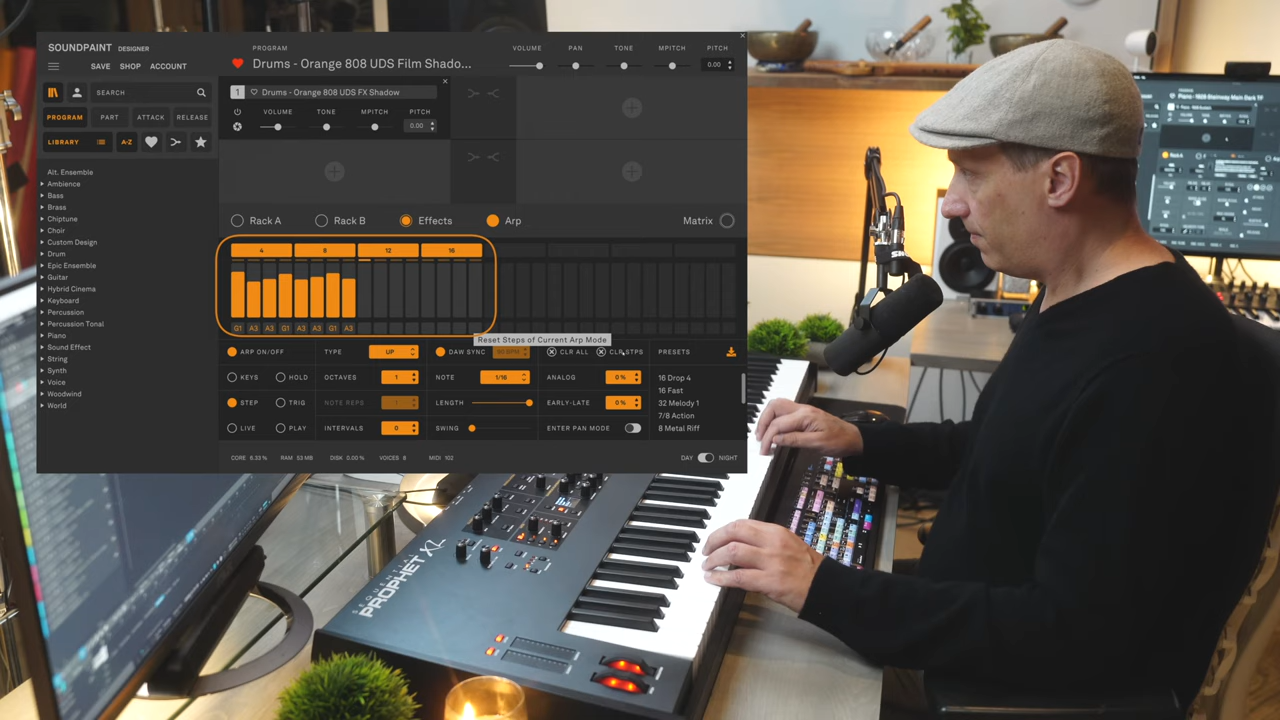 SOUNDPAINT DESIGNER
SAVE SHOP ACCOUNT
SEARCH
PROGRAM PART ATTACK RELEASE
LIBRARY A-Z
Alt. Ensemble
Ambience
Bass
Brass
Chiptune
Choir
Custom Design
Drum
Epic Ensemble
Guitar
Hybrid Cinema
Keyboard
Percussion
Percussion Tonal
Piano
Sound Effect
String
Synth
Voice
Woodwind
World
PROGRAM
Drums - Orange 808 UDS Film Shado...
VOLUME PAN TONE MPITCH PITCH
0.00
1 Drums - Orange 808 UDS FX Shadow
VOLUME TONE MPITCH PITCH
0.00
Rack A Rack B Effects Arp Matrix
4 8 12 16
G1 A3 A3 G1 A3 A3 G1 A3
Reset Steps of Current Arp Mode
ARP ON/OFF TYPE UP DAW SYNC CLR ALL CLR STPS PRESETS
KEYS HOLD OCTAVES 1 NOTE 1/16 ANALOG 0 %
STEP TRIG NOTE REPS 1 LENGTH EARLY-LATE 0 %
LIVE PLAY INTERVALS 0 SWING ENTER PAN MODE
16 Drop 4
16 Fast
32 Melody 1
7/8 Action
8 Metal Riff
CORE 6.33 % RAM 53 MB DISK 0.00 % VOICES 8 MIDI 102
DAY NIGHT
SEQUENTIAL
PROPHET XL